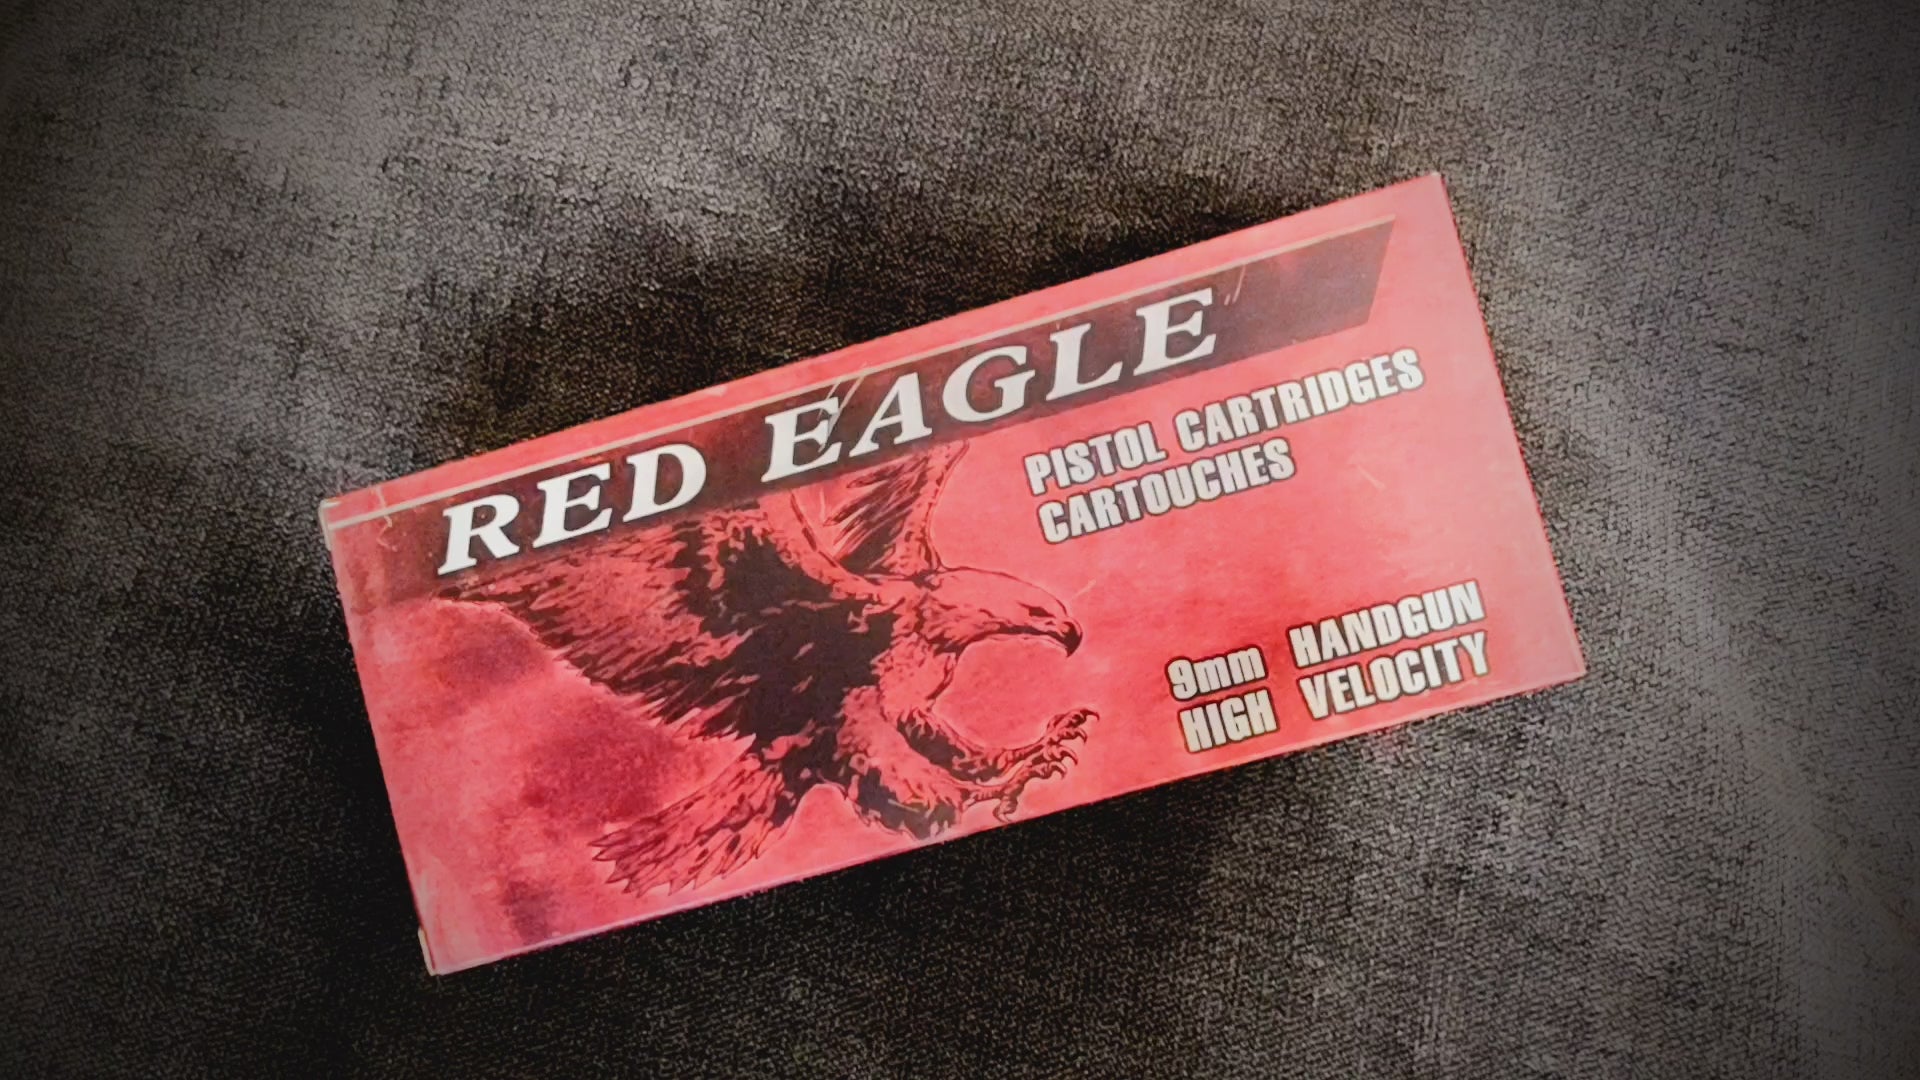 RED EAGLE
PISTOL CARTRIDGES
CARTOUCHES
9mm HANDGUN
HIGH VELOCITY